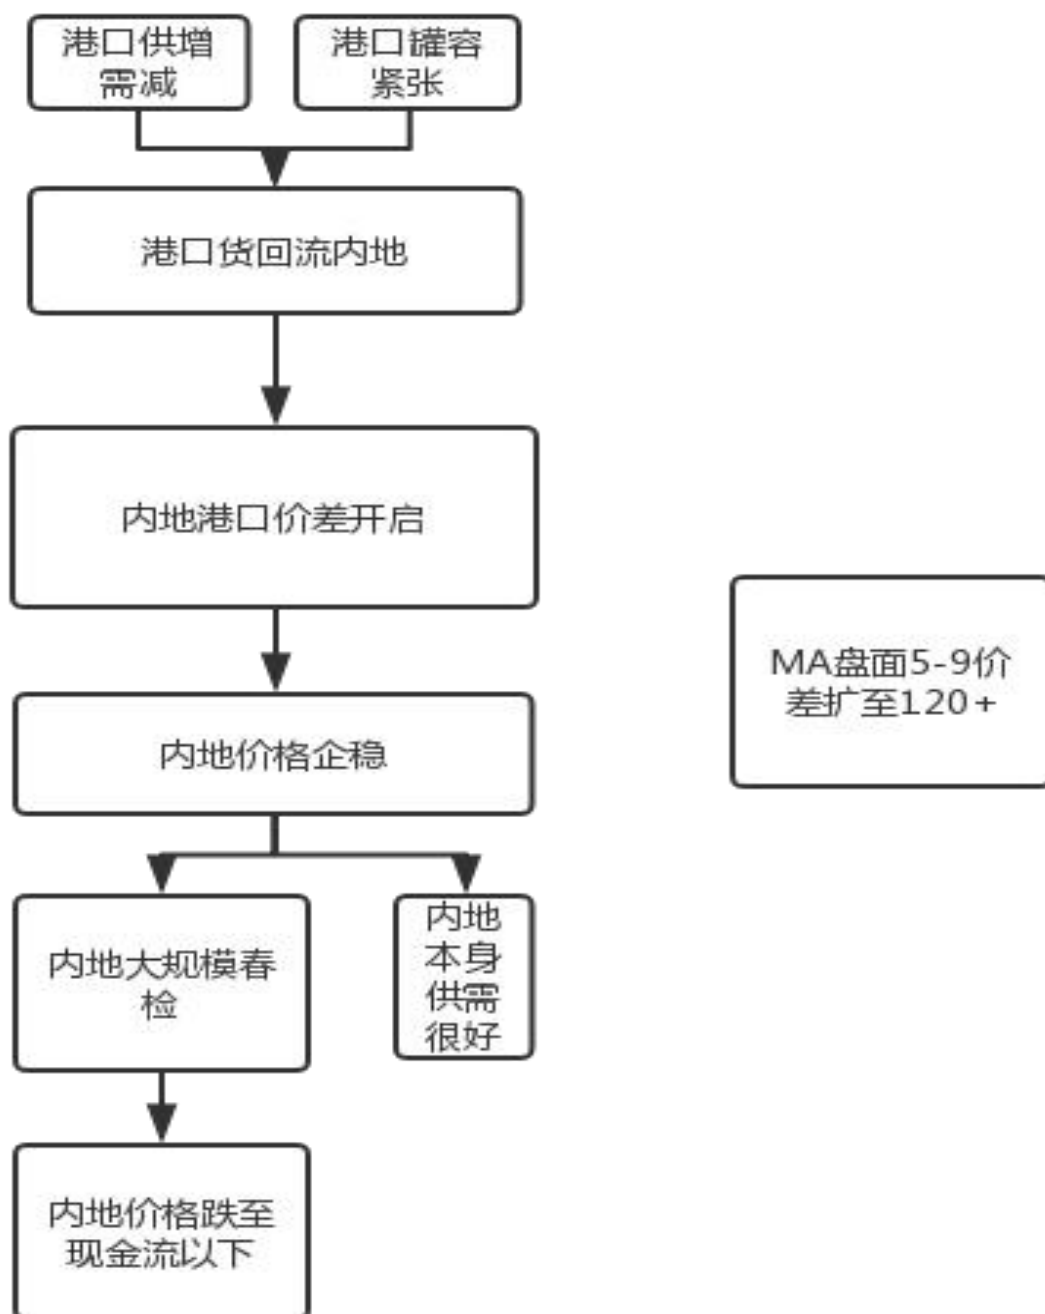 港口供增
需减
港口罐容
紧张
港口货回流内地
内地港口价差开启
MA盘面5-9价
差扩至120+
内地价格企稳
内地大规模春
检
内地
本身
供需
很好
内地价格跌至
现金流以下